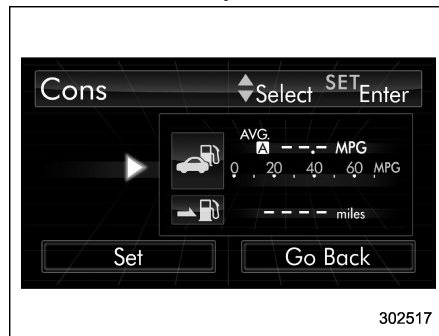 Cons Select SET Enter
AVG.
A --.- MPG
0 20 40 60 MPG
---- miles
Set Go Back
302517